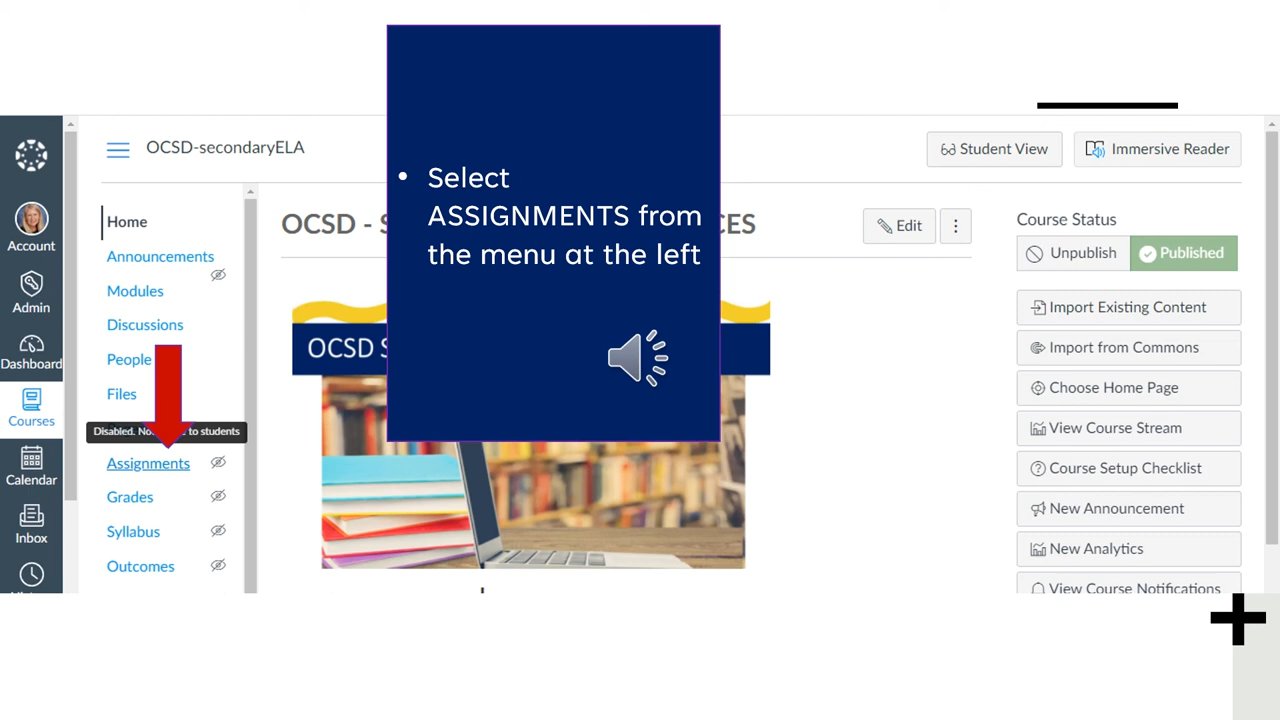 OCSD-secondaryELA
Student View
Immersive Reader
Account
Admin
Dashboard
Courses
Calendar
Inbox
Home
Announcements
Modules
Discussions
People
Files
Disabled. No to students
Assignments
Grades
Syllabus
Outcomes
OCSD - S CES
Edit
OCSD S
• Select
ASSIGNMENTS from
the menu at the left
Course Status
Unpublish
Published
Import Existing Content
Import from Commons
Choose Home Page
View Course Stream
Course Setup Checklist
New Announcement
New Analytics
View Course Notifications